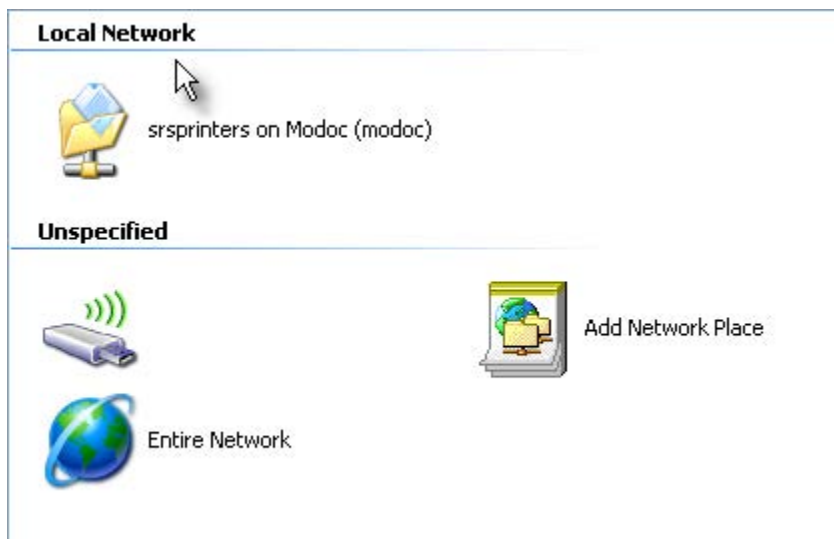 Local Network
srsprinters on Modoc (modoc)
Unspecified
Add Network Place
Entire Network